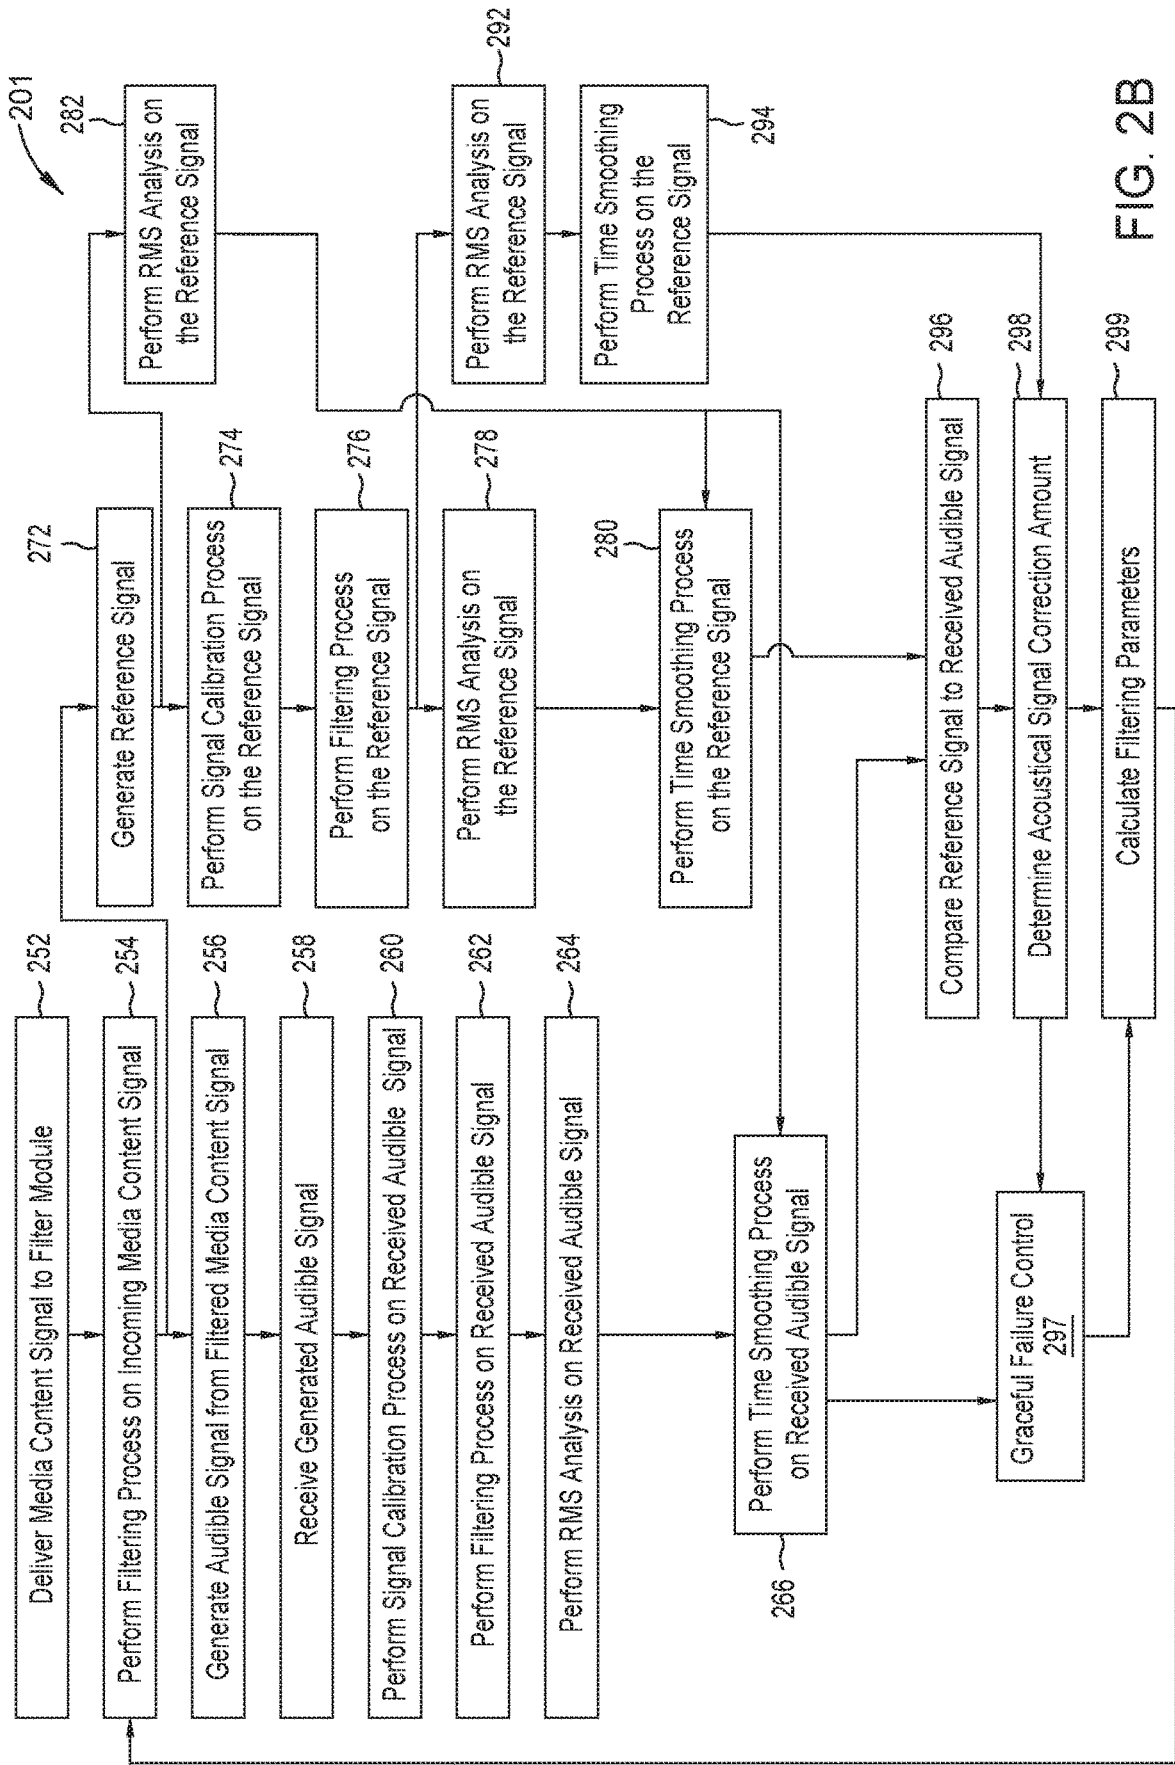 201
252
Deliver Media Content Signal to Filter Module
254
Perform Filtering Process on Incoming Media Content Signal
256
Generate Audible Signal from Filtered Media Content Signal
258
Receive Generated Audible Signal
260
Perform Signal Calibration Process on Received Audible Signal
262
Perform Filtering Process on Received Audible Signal
264
Perform RMS Analysis on Received Audible Signal
266
Perform Time Smoothing Process
on Received Audible Signal
272
Generate Reference Signal
274
Perform Signal Calibration Process
on the Reference Signal
276
Perform Filtering Process
on the Reference Signal
278
Perform RMS Analysis on
the Reference Signal
280
Perform Time Smoothing Process
on the Reference Signal
282
Perform RMS Analysis on
the Reference Signal
292
Perform RMS Analysis on
the Reference Signal
294
Perform Time Smoothing
Process on the
Reference Signal
296
Compare Reference Signal to Received Audible Signal
298
Determine Acoustical Signal Correction Amount
Graceful Failure Control
297
299
Calculate Filtering Parameters
FIG. 2B